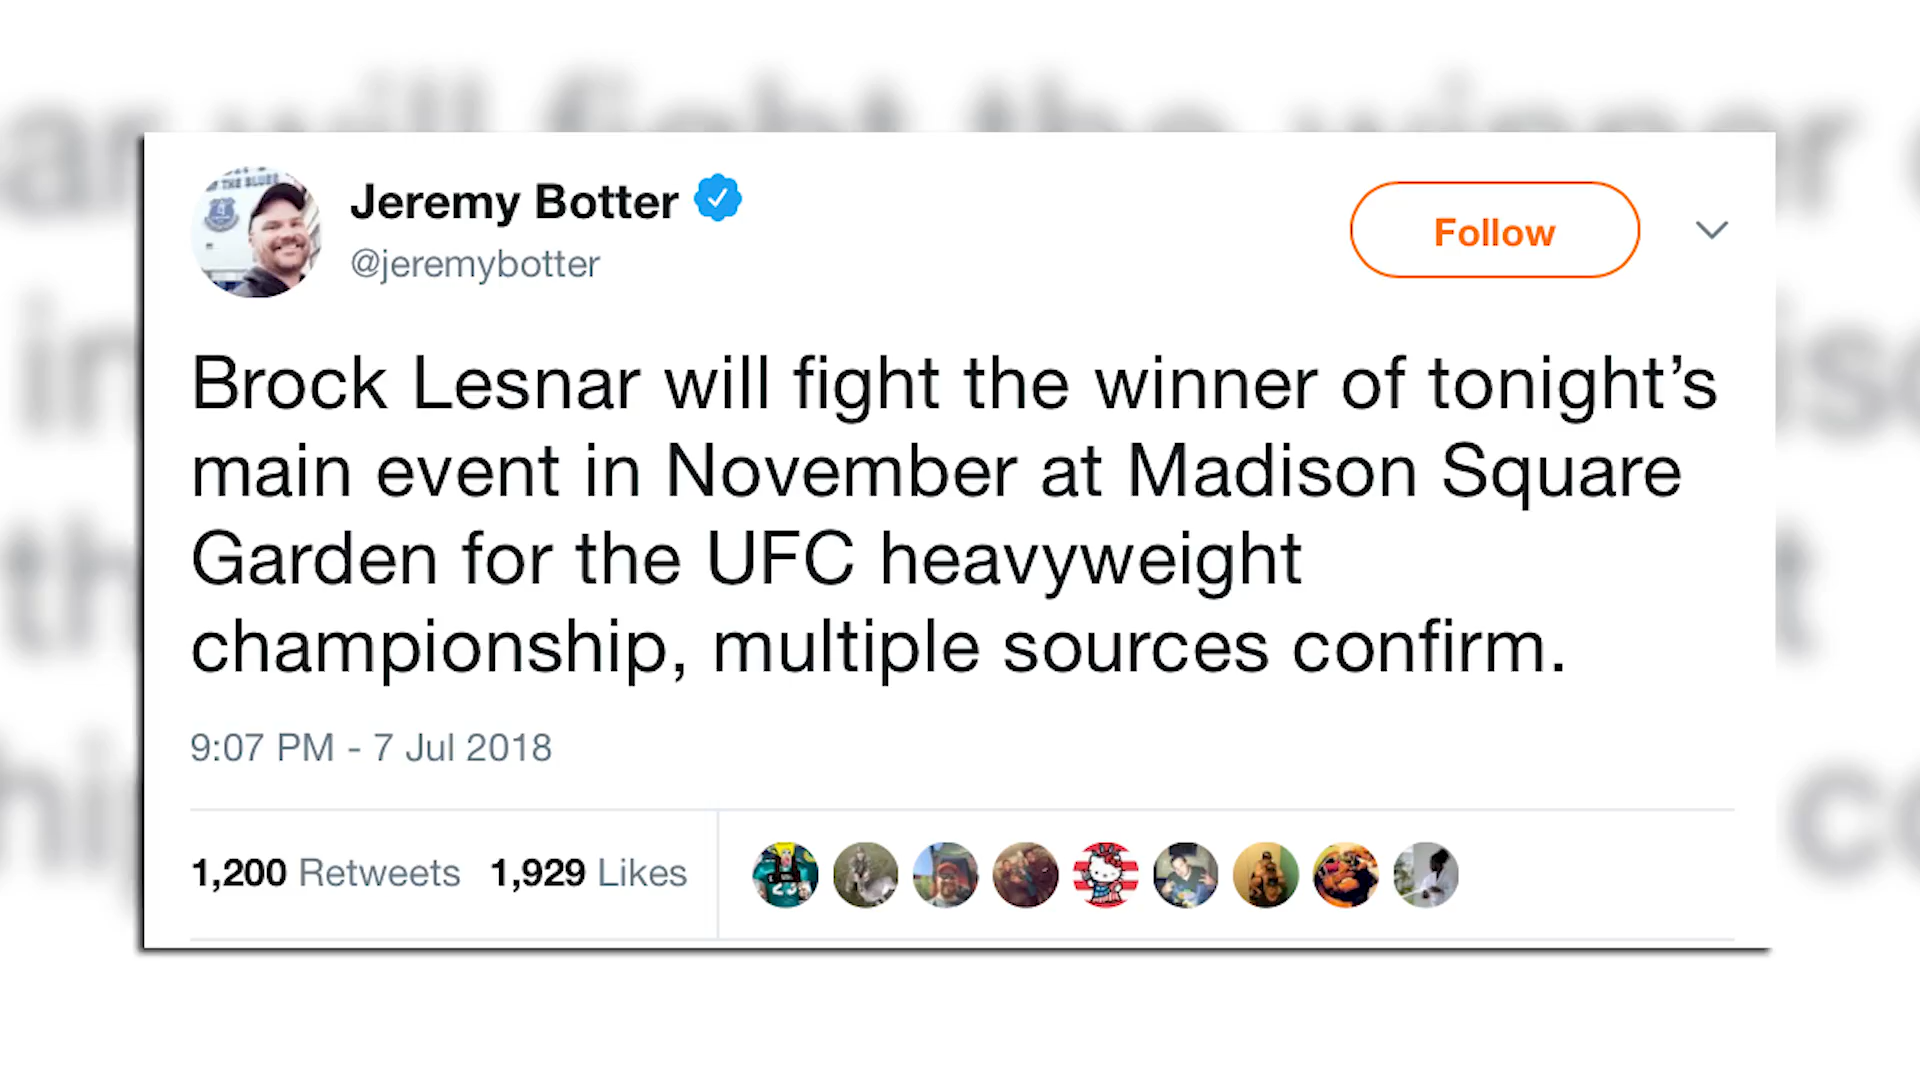 Jeremy Botter
@jeremybotter
Follow
Brock Lesnar will fight the winner of tonight’s
main event in November at Madison Square
Garden for the UFC heavyweight
championship, multiple sources confirm.
9:07 PM - 7 Jul 2018
1,200 Retweets 1,929 Likes